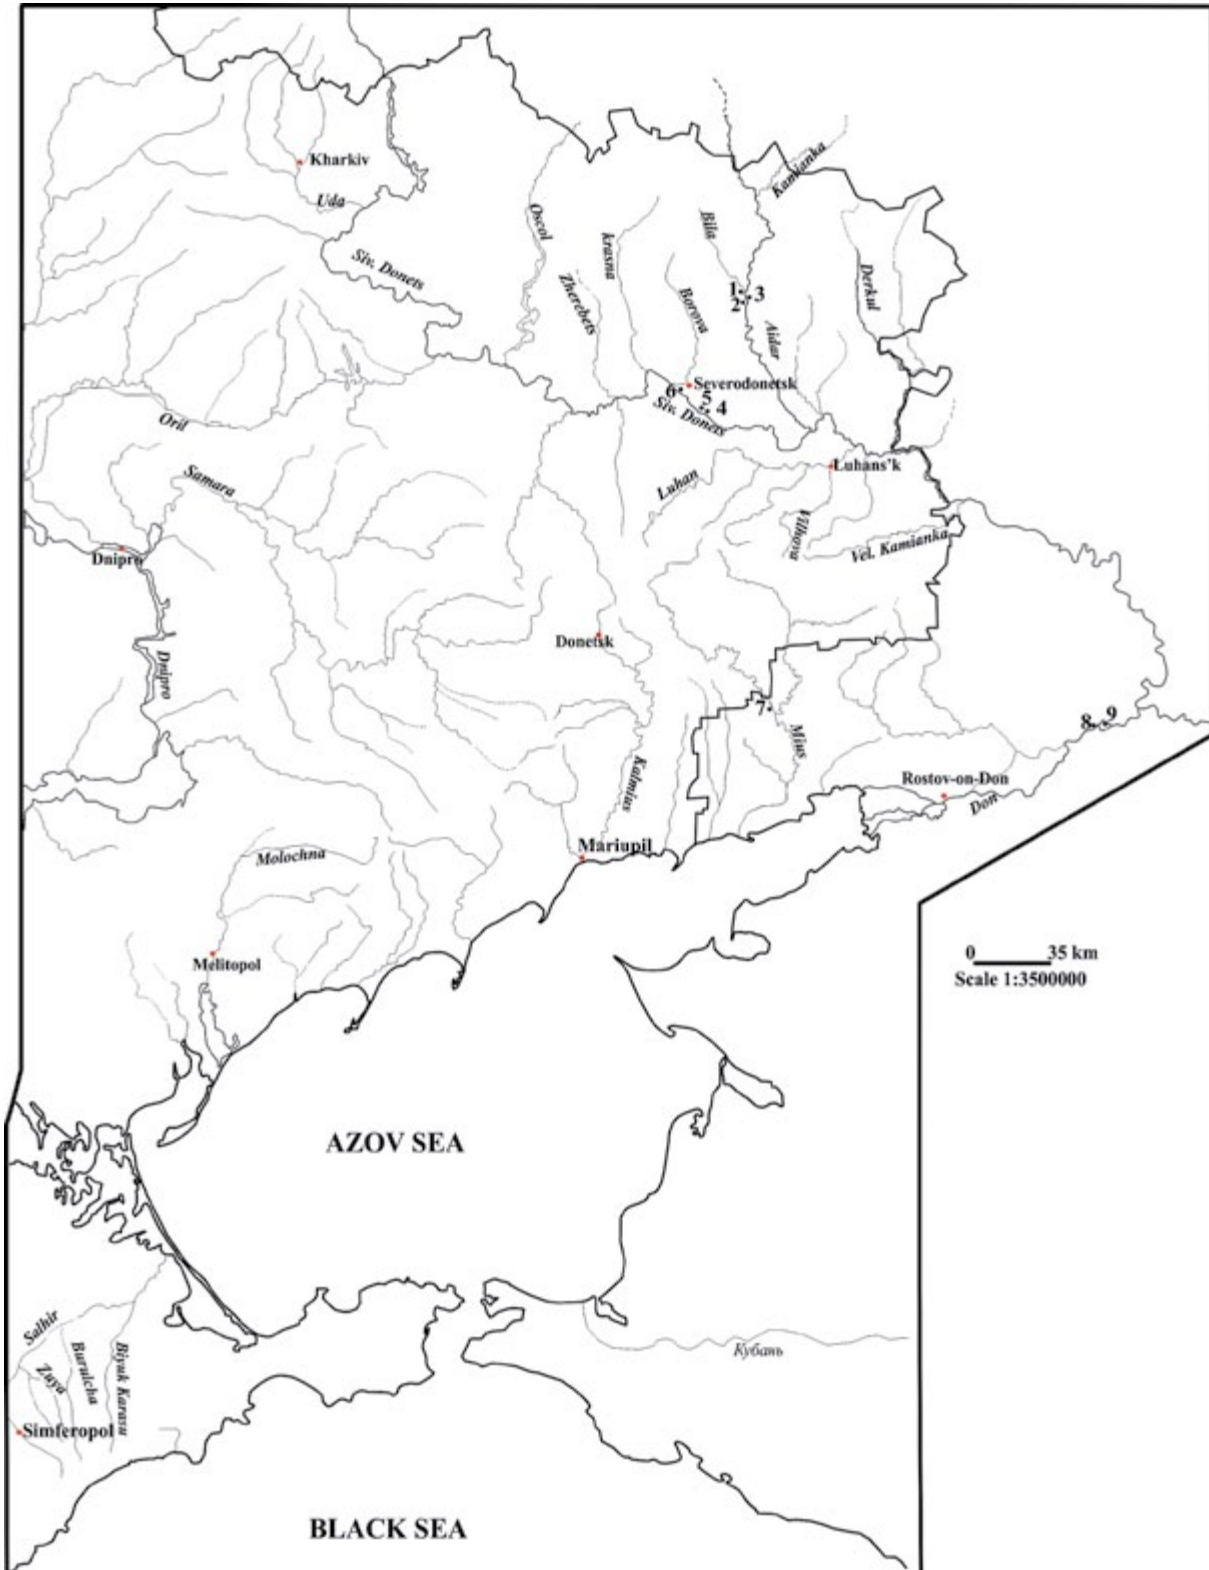 Kharkiv
Uda
Siv. Donets
Oscol
Zherebets
krasna
Borova
Bila
Kamianka
Derkul
1
2
3
Aidar
Severodonetsk
6
5
4
Siv. Donets
Oril
Samara
Luhan
Luhans'k
Vilhova
Vel. Kamianka
Dnipro
Dnipro
Donetsk
7
Mius
8
9
Kalmius
Rostov-on-Don
Don
Mariupil
Molochna
Melitopol
0 35 km
Scale 1:3500000
AZOV SEA
Salhir
Zuya
Burulcha
Biyuk Karasu
Кубань
Simferopol
BLACK SEA